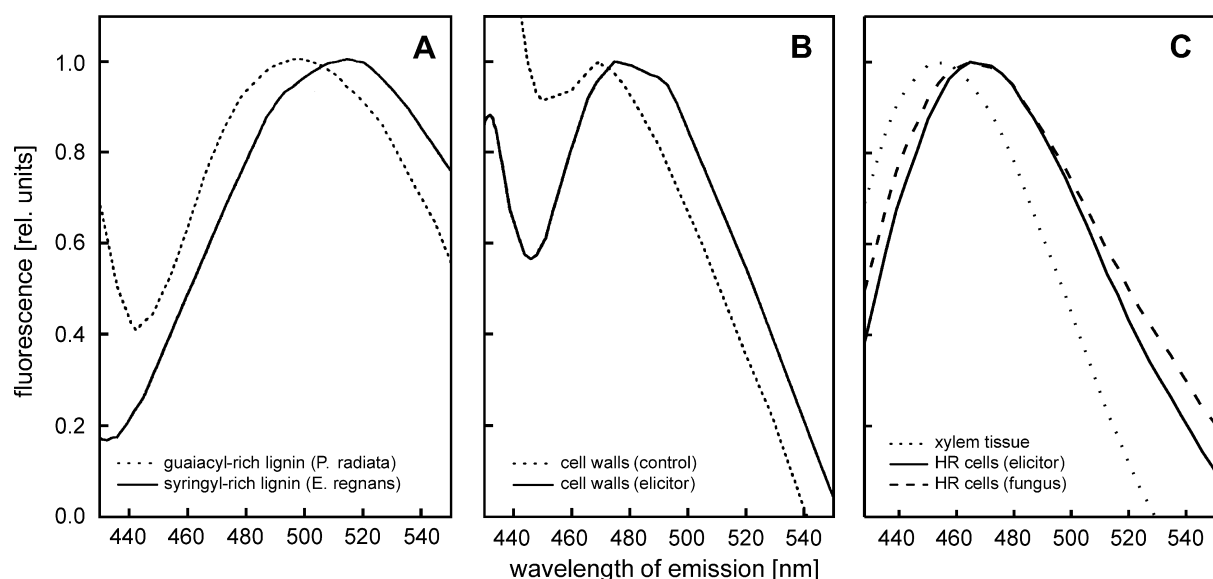 A
B
C
fluorescence [rel. units]
1.0
0.8
0.6
0.4
0.2
0.0
guaiacyl-rich lignin (P. radiata)
syringyl-rich lignin (E. regnans)
cell walls (control)
cell walls (elicitor)
xylem tissue
HR cells (elicitor)
HR cells (fungus)
440 460 480 500 520 540
440 460 480 500 520 540
440 460 480 500 520 540
wavelength of emission [nm]